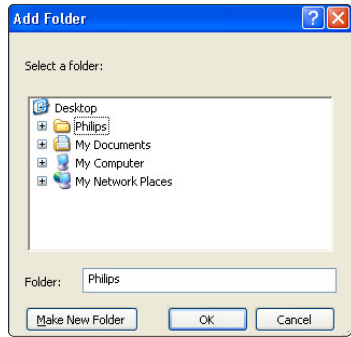 Add Folder
Select a folder:
Desktop
Philips
My Documents
My Computer
My Network Places
Folder: Philips
Make New Folder OK Cancel